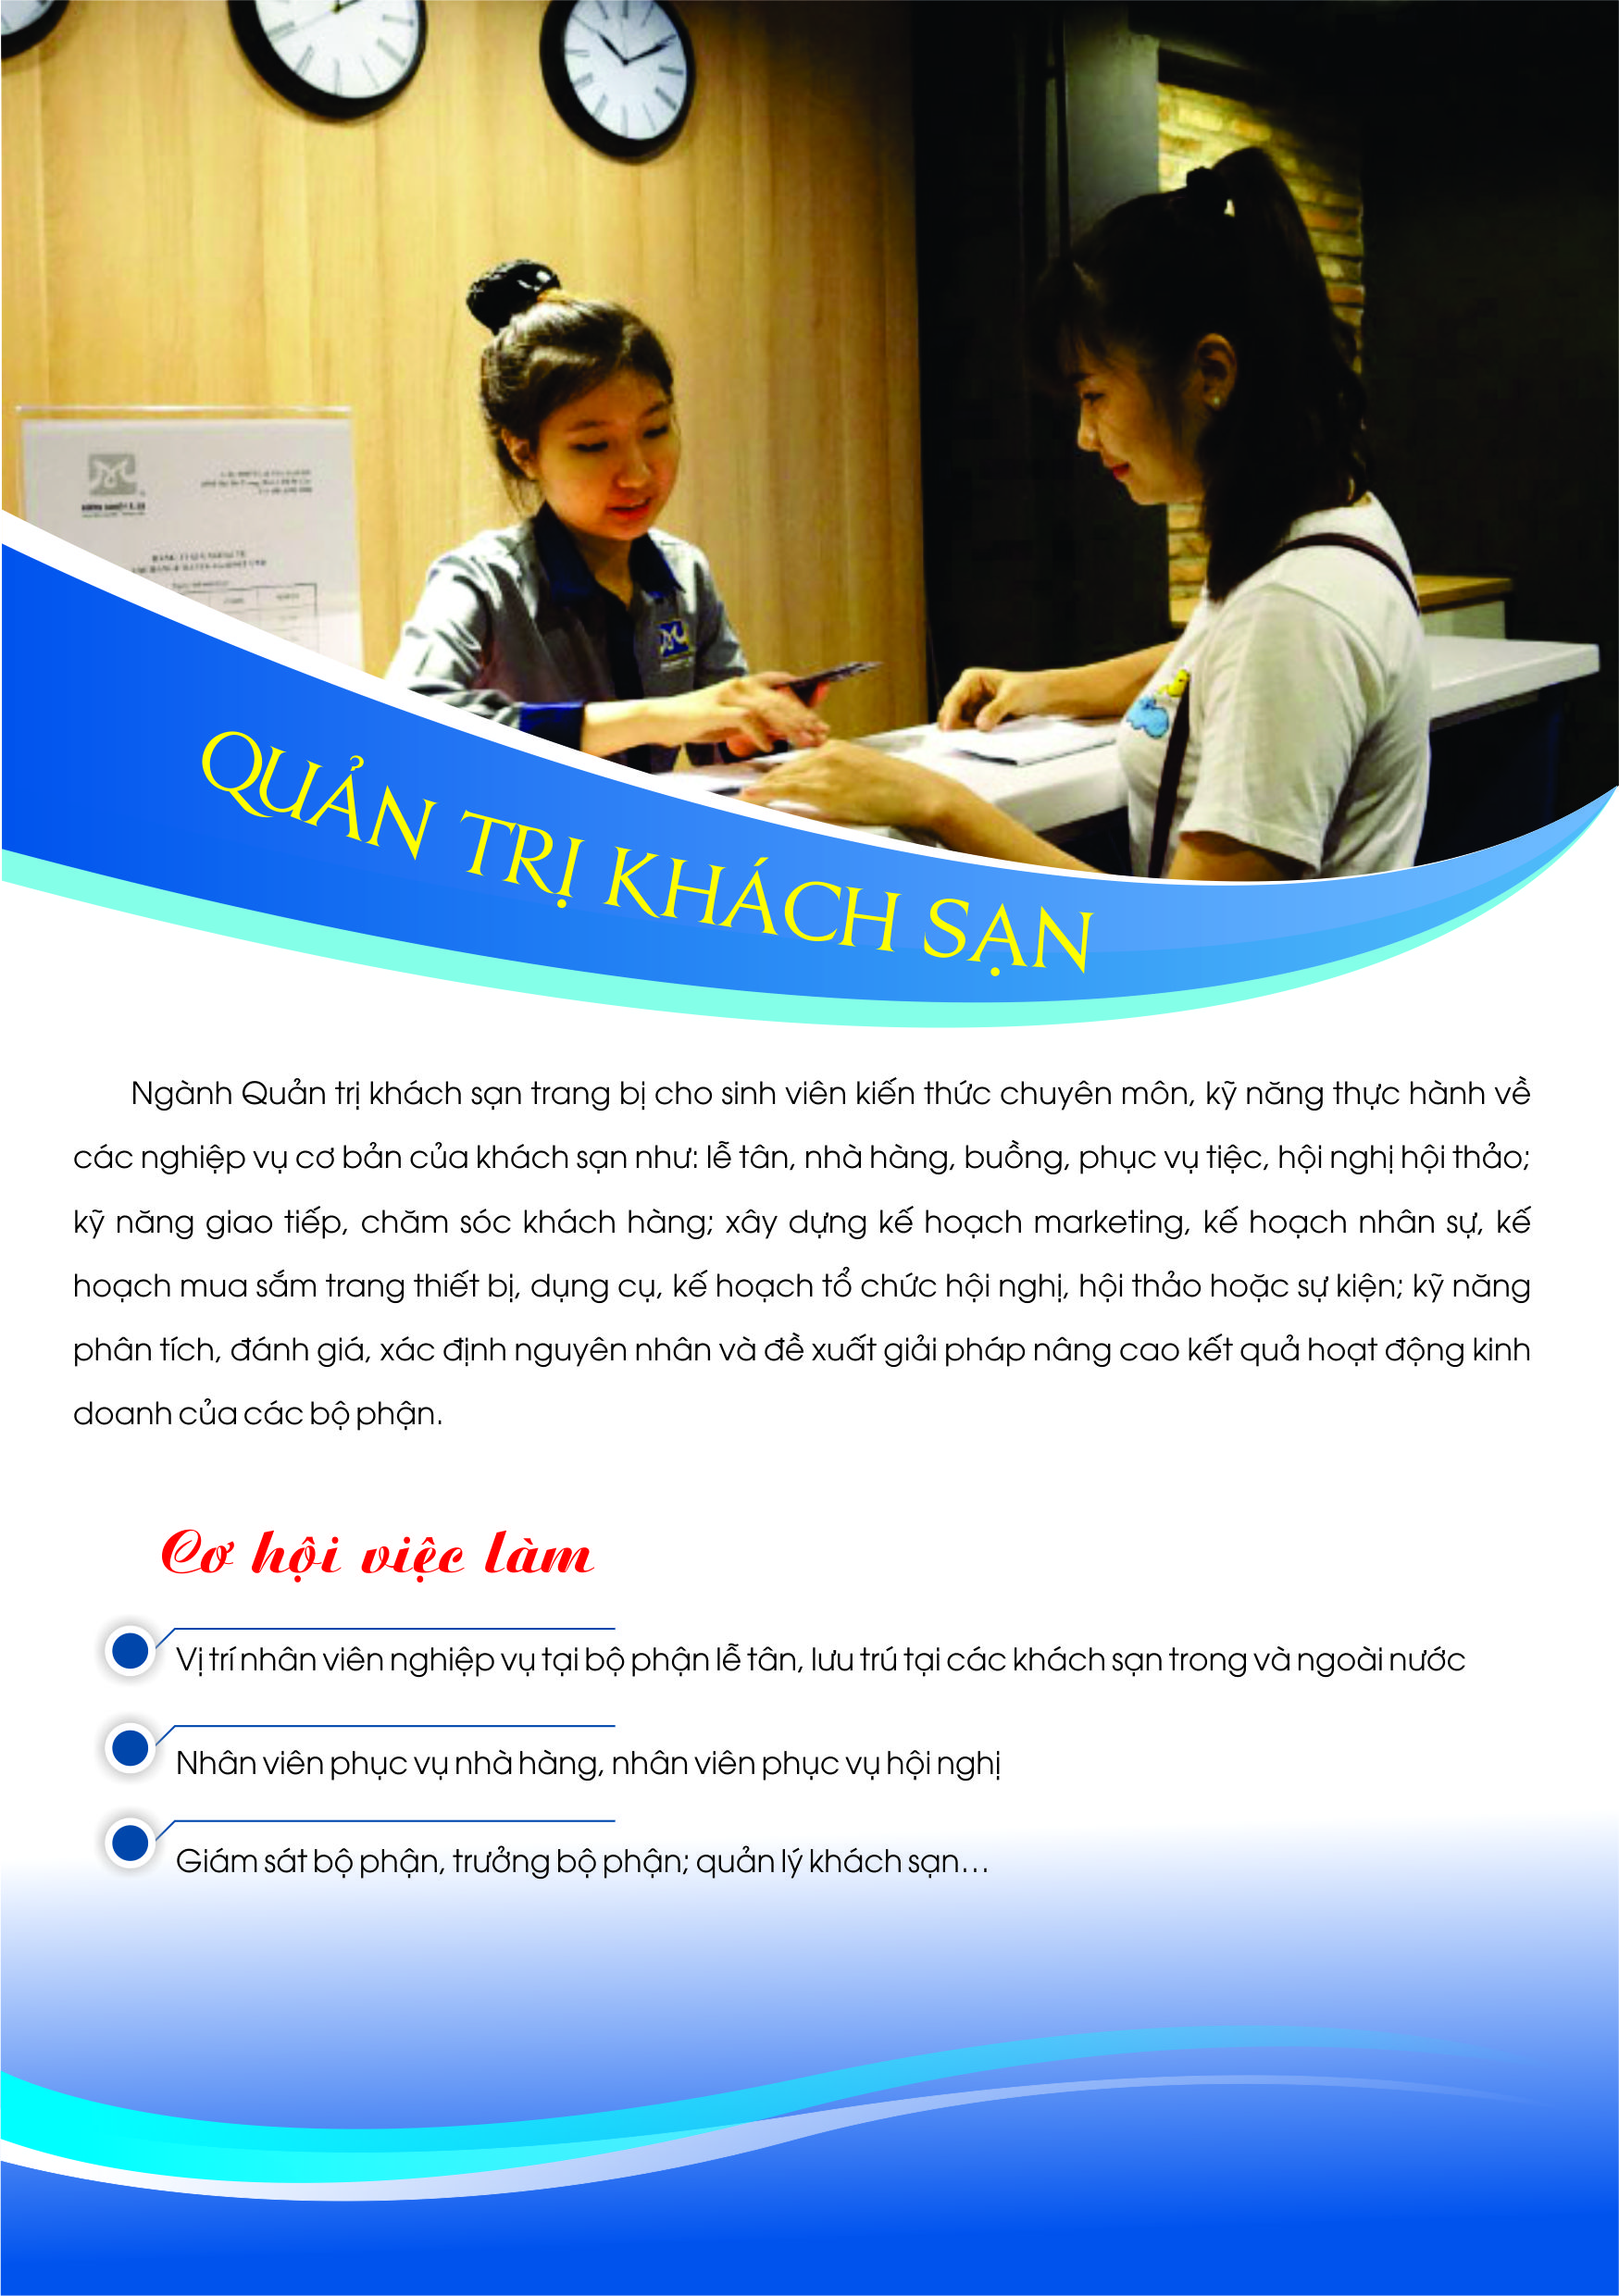 QUẢN TRỊ KHÁCH SẠN
Ngành Quản trị khách sạn trang bị cho sinh viên kiến thức chuyên môn, kỹ năng thực hành về
các nghiệp vụ cơ bản của khách sạn như: lễ tân, nhà hàng, buồng, phục vụ tiệc, hội nghị hội thảo;
kỹ năng giao tiếp, chăm sóc khách hàng; xây dựng kế hoạch marketing, kế hoạch nhân sự, kế
hoạch mua sắm trang thiết bị, dụng cụ, kế hoạch tổ chức hội nghị, hội thảo hoặc sự kiện; kỹ năng
phân tích, đánh giá, xác định nguyên nhân và đề xuất giải pháp nâng cao kết quả hoạt động kinh
doanh của các bộ phận.
Cơ hội việc làm
Vị trí nhân viên nghiệp vụ tại bộ phận lễ tân, lưu trú tại các khách sạn trong và ngoài nước
Nhân viên phục vụ nhà hàng, nhân viên phục vụ hội nghị
Giám sát bộ phận, trưởng bộ phận; quản lý khách sạn...